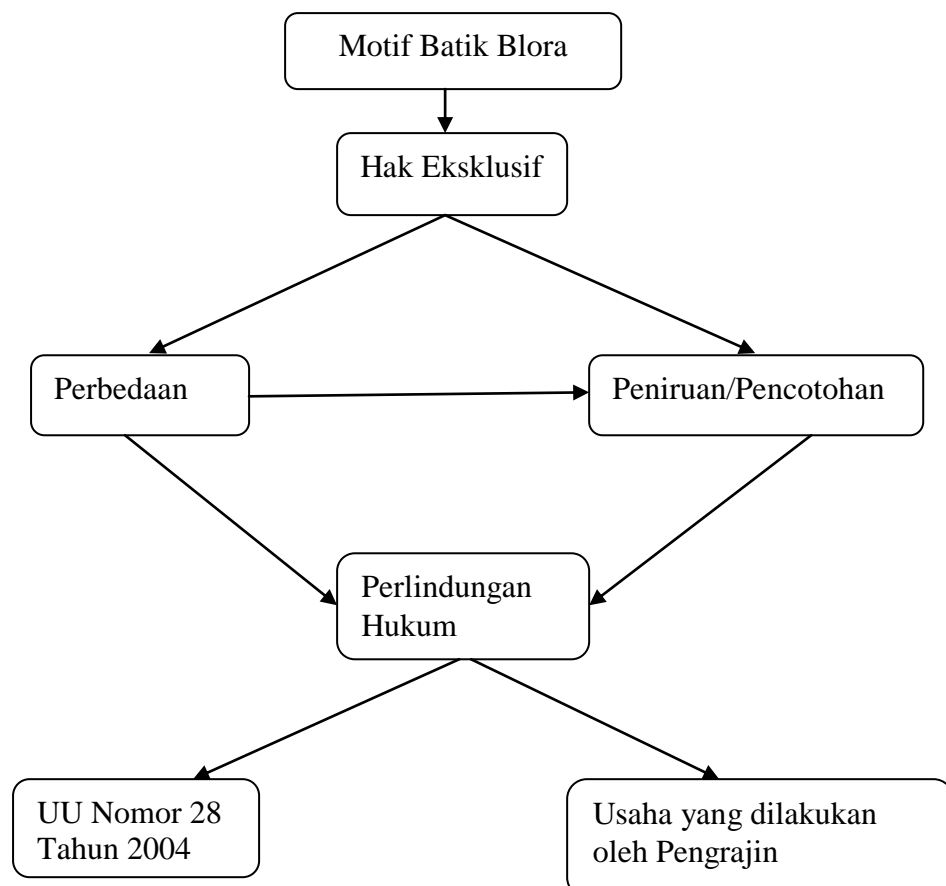 Motif Batik Blora
Hak Eksklusif
Perbedaan
Peniruan/Pencotohan
Perlindungan
Hukum
UU Nomor 28
Tahun 2004
Usaha yang dilakukan
oleh Pengrajin